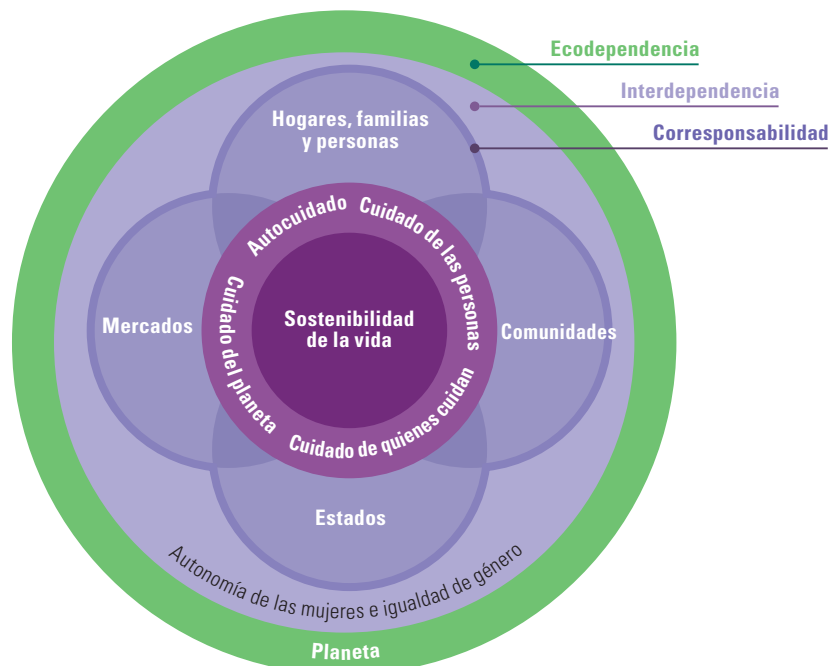 Ecodependencia
Interdependencia
Corresponsabilidad
Hogares, familias
y personas
Autocuidado
Cuidado de las personas
Cuidado del planeta
Cuidado de quienes cuidan
Sostenibilidad
de la vida
Mercados
Comunidades
Estados
Autonomía de las mujeres e igualdad de género
Planeta